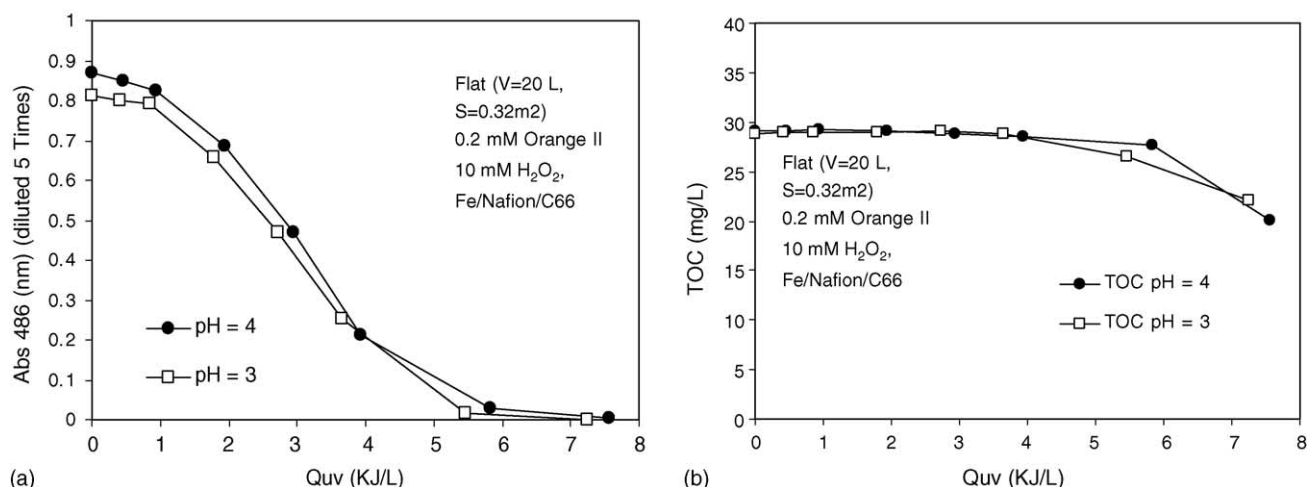 1
0.9
0.8
0.7
0.6
0.5
0.4
0.3
0.2
0.1
0
Abs 486 (nm) (diluted 5 Times)
Flat (V=20 L,
S=0.32m2)
0.2 mM Orange II
10 mM H₂O₂,
Fe/Nafion/C66
pH = 4
pH = 3
0 1 2 3 4 5 6 7 8
Quv (KJ/L)
(a)
40
35
30
25
20
15
10
5
0
TOC (mg/L)
Flat (V=20 L,
S=0.32m2)
0.2 mM Orange II
10 mM H₂O₂,
Fe/Nafion/C66
TOC pH = 4
TOC pH = 3
0 1 2 3 4 5 6 7 8
Quv (KJ/L)
(b)